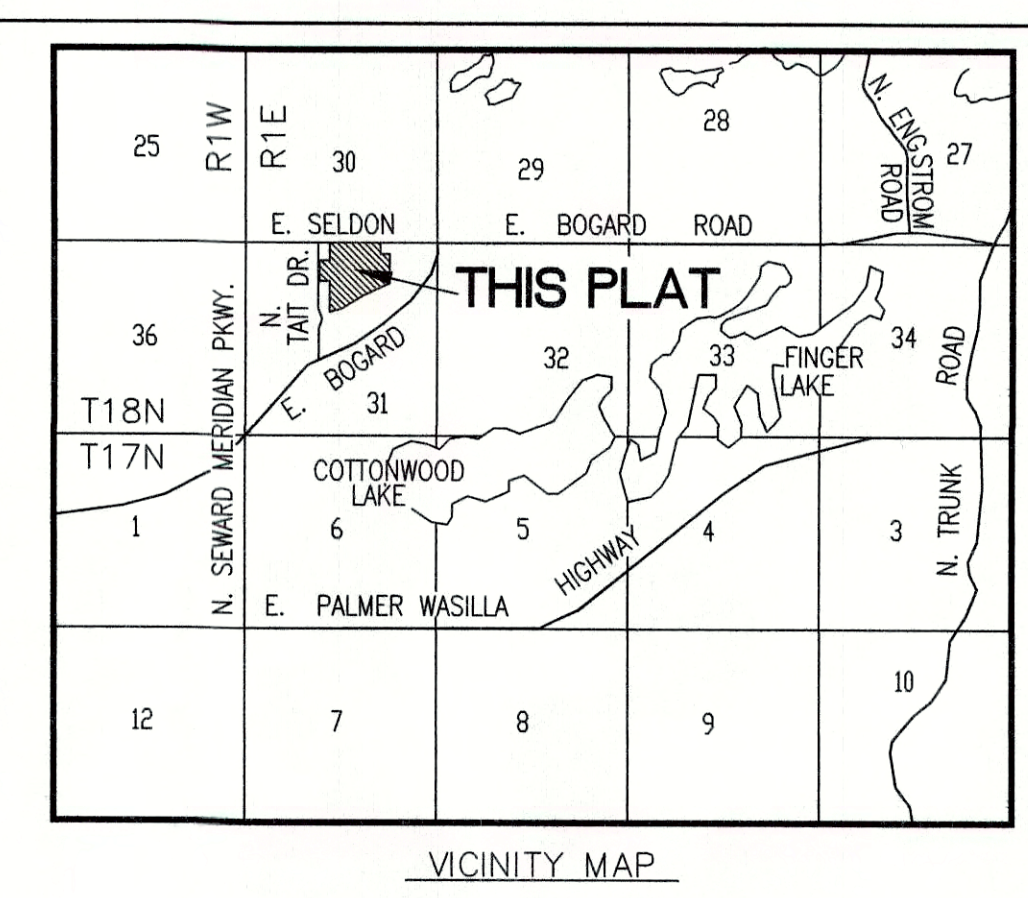 25
R1W
R1E
30
29
28
27
N. ENGSTROM
ROAD
E. SELDON
E. BOGARD ROAD
36
N. SEWARD MERIDIAN PKWY.
N.
TAIT DR.
THIS PLAT
E. BOGARD
31
32
33
FINGER
LAKE
34
N. TRUNK ROAD
T18N
T17N
COTTONWOOD
LAKE
1
6
5
HIGHWAY
4
3
E. PALMER WASILLA
12
7
8
9
10
VICINITY MAP